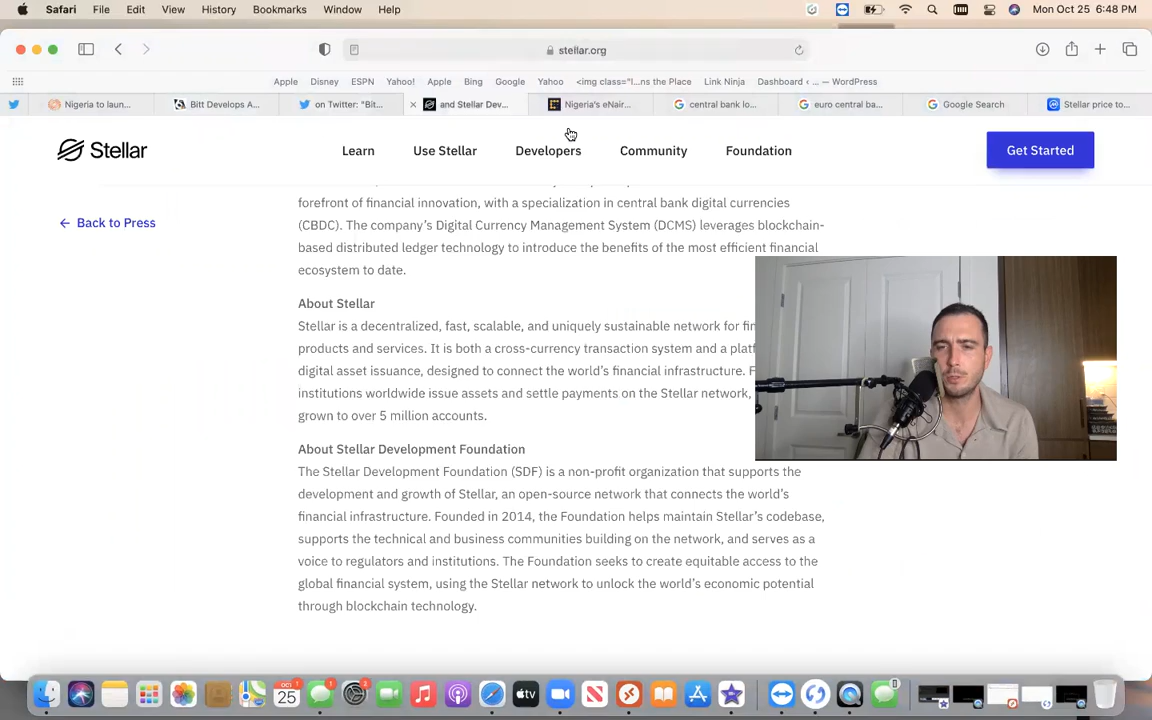 Safari File Edit View History Bookmarks Window Help Mon Oct 25 6:48 PM
stellar.org
Apple Disney ESPN Yahoo! Apple Bing Google Yahoo <img class="l...ns the Place Link Ninja Dashboard ‹ ... — WordPress
Nigeria to laun... Bitt Develops A... on Twitter: "Bit... and Stellar Dev... Nigeria's eNair... central bank lo... euro central ba... Google Search Stellar price to...
Stellar Learn Use Stellar Developers Community Foundation Get Started
← Back to Press
forefront of financial innovation, with a specialization in central bank digital currencies
(CBDC). The company's Digital Currency Management System (DCMS) leverages blockchain-
based distributed ledger technology to introduce the benefits of the most efficient financial
ecosystem to date.
About Stellar
Stellar is a decentralized, fast, scalable, and uniquely sustainable network for fin
products and services. It is both a cross-currency transaction system and a platf
digital asset issuance, designed to connect the world's financial infrastructure. F
institutions worldwide issue assets and settle payments on the Stellar network,
grown to over 5 million accounts.
About Stellar Development Foundation
The Stellar Development Foundation (SDF) is a non-profit organization that supports the
development and growth of Stellar, an open-source network that connects the world's
financial infrastructure. Founded in 2014, the Foundation helps maintain Stellar's codebase,
supports the technical and business communities building on the network, and serves as a
voice to regulators and institutions. The Foundation seeks to create equitable access to the
global financial system, using the Stellar network to unlock the world's economic potential
through blockchain technology.
OCT
25
tv